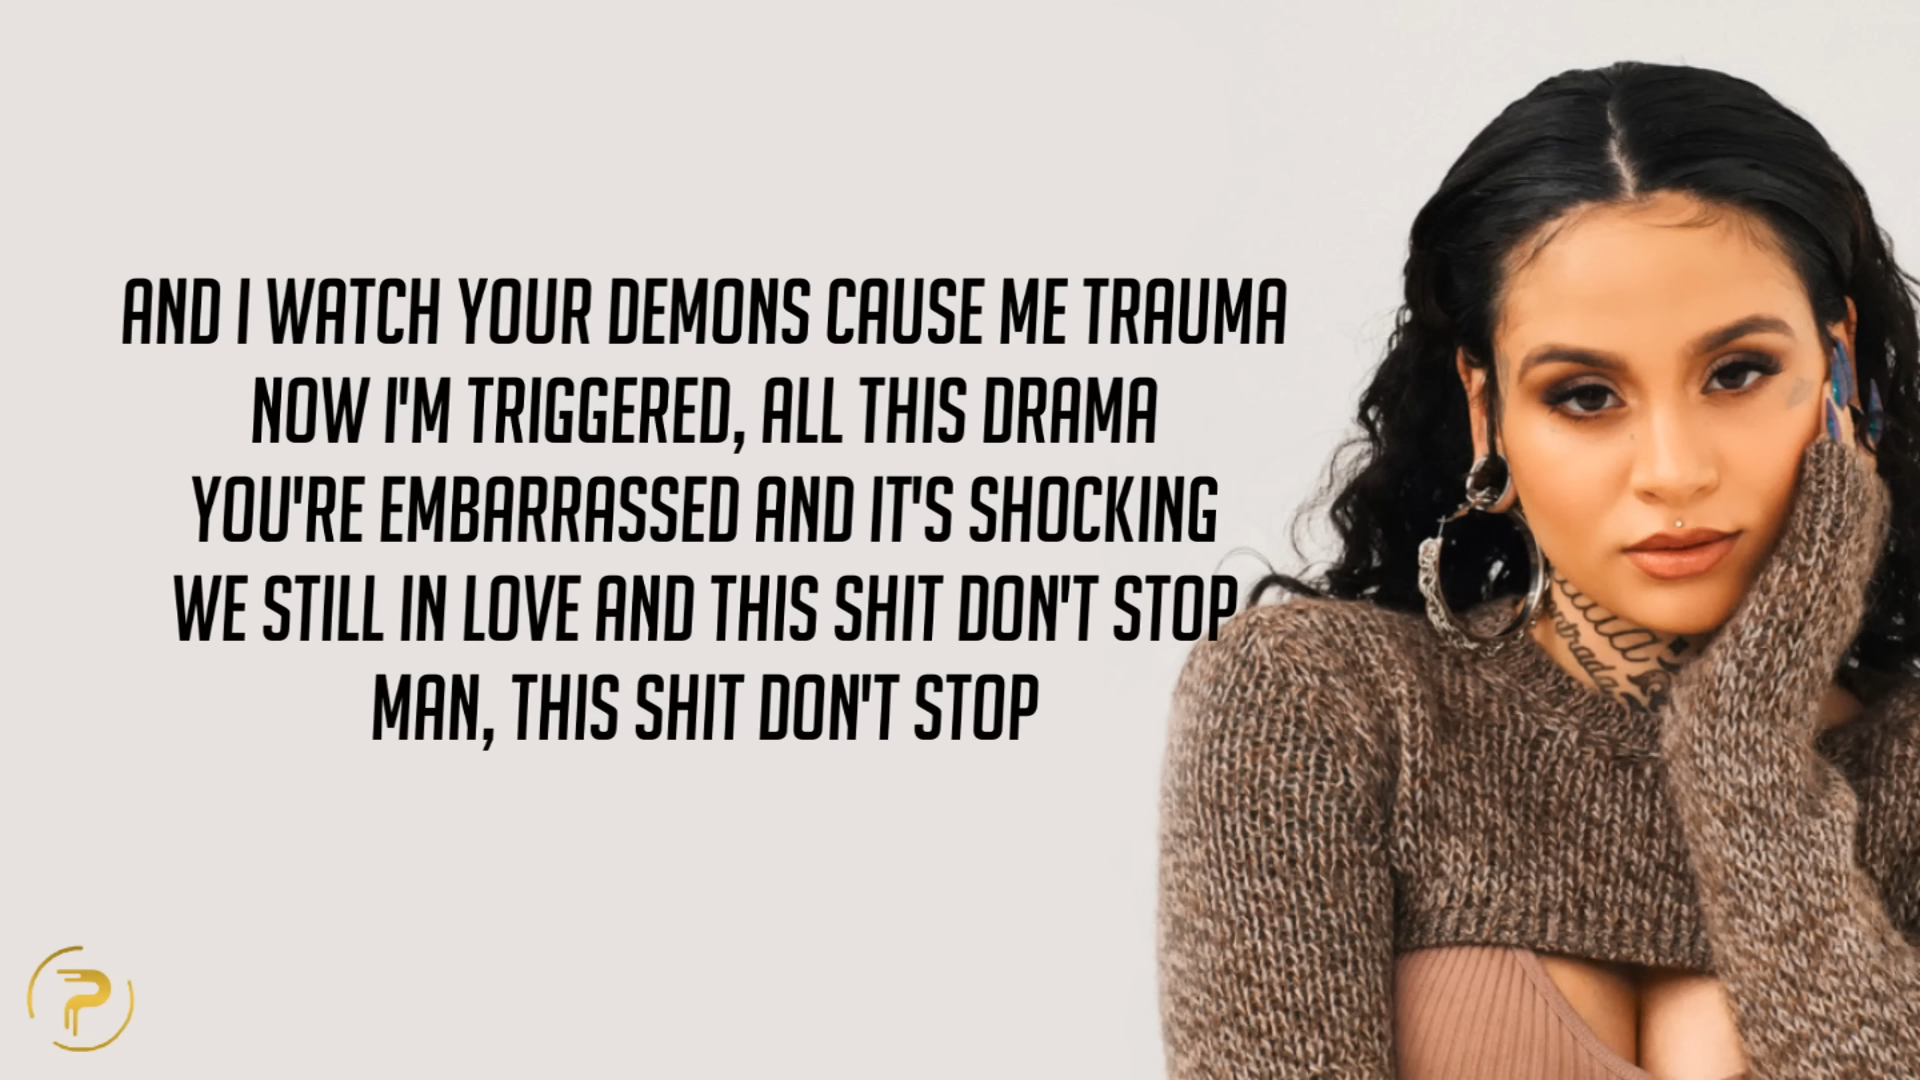 AND I WATCH YOUR DEMONS CAUSE ME TRAUMA
NOW I'M TRIGGERED, ALL THIS DRAMA
YOU'RE EMBARRASSED AND IT'S SHOCKING
WE STILL IN LOVE AND THIS SHIT DON'T STOP
MAN, THIS SHIT DON'T STOP
P